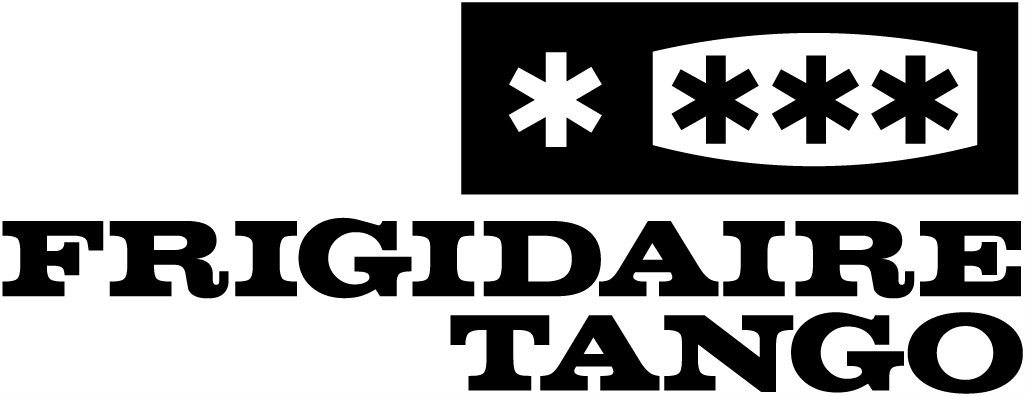 * ***
FRIGIDAIRE
TANGO